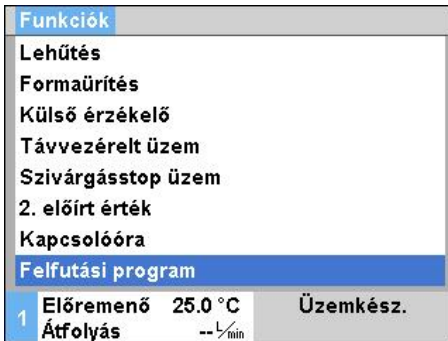 Funkciók
Lehűtés
Formaürítés
Külső érzékelő
Távvezérelt üzem
Szivárgásstop üzem
2. előírt érték
Kapcsolóóra
Felfutási program
1 Előremenő 25.0 °C Üzemkész.
Átfolyás -- L/min